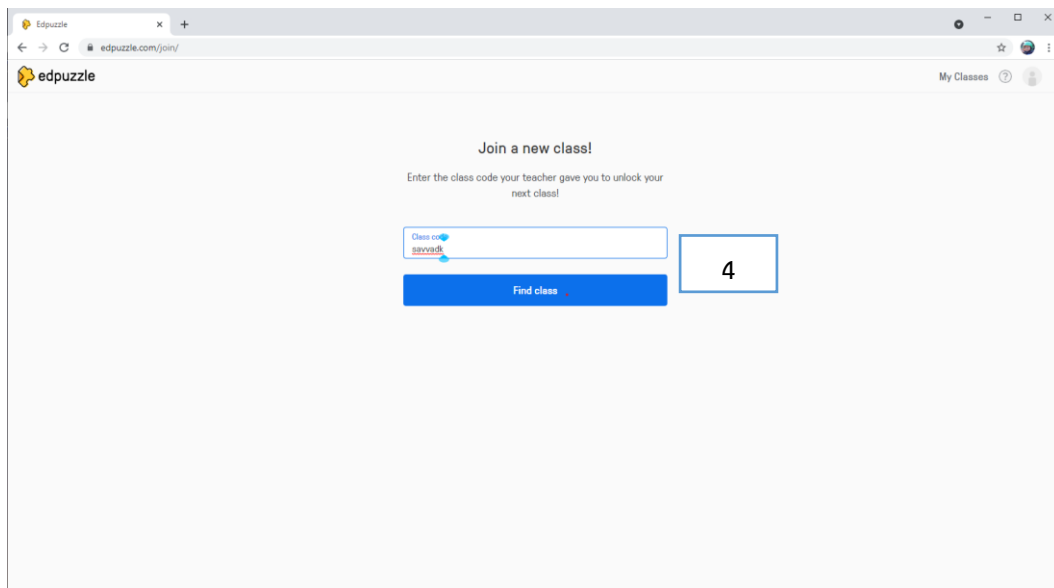 Edpuzzle
edpuzzle.com/join/
edpuzzle
My Classes ?
Join a new class!
Enter the class code your teacher gave you to unlock your
next class!
Class
savvadk
4
Find class